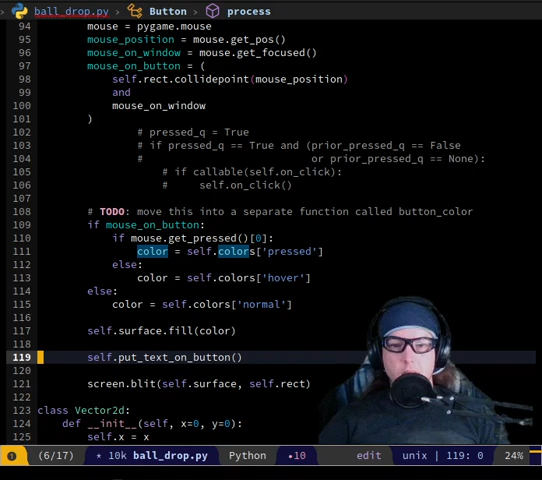 ball_drop.py › Button › process
94 mouse = pygame.mouse
95 mouse_position = mouse.get_pos()
96 mouse_on_window = mouse.get_focused()
97 mouse_on_button = (
98 self.rect.collidepoint(mouse_position)
99 and
100 mouse_on_window
101 )
102 # pressed_q = True
103 # if pressed_q == True and (prior_pressed_q == False
104 # or prior_pressed_q == None):
105 # if callable(self.on_click):
106 # self.on_click()
107
108 # TODO: move this into a separate function called button_color
109 if mouse_on_button:
110 if mouse.get_pressed()[0]:
111 color = self.colors['pressed']
112 else:
113 color = self.colors['hover']
114 else:
115 color = self.colors['normal']
116
117 self.surface.fill(color)
118
119 self.put_text_on_button()
120
121 screen.blit(self.surface, self.rect)
122
123 class Vector2d:
124 def __init__(self, x=0, y=0):
125 self.x = x
(6/17) * 10k ball_drop.py Python •10 edit unix | 119: 0 24%